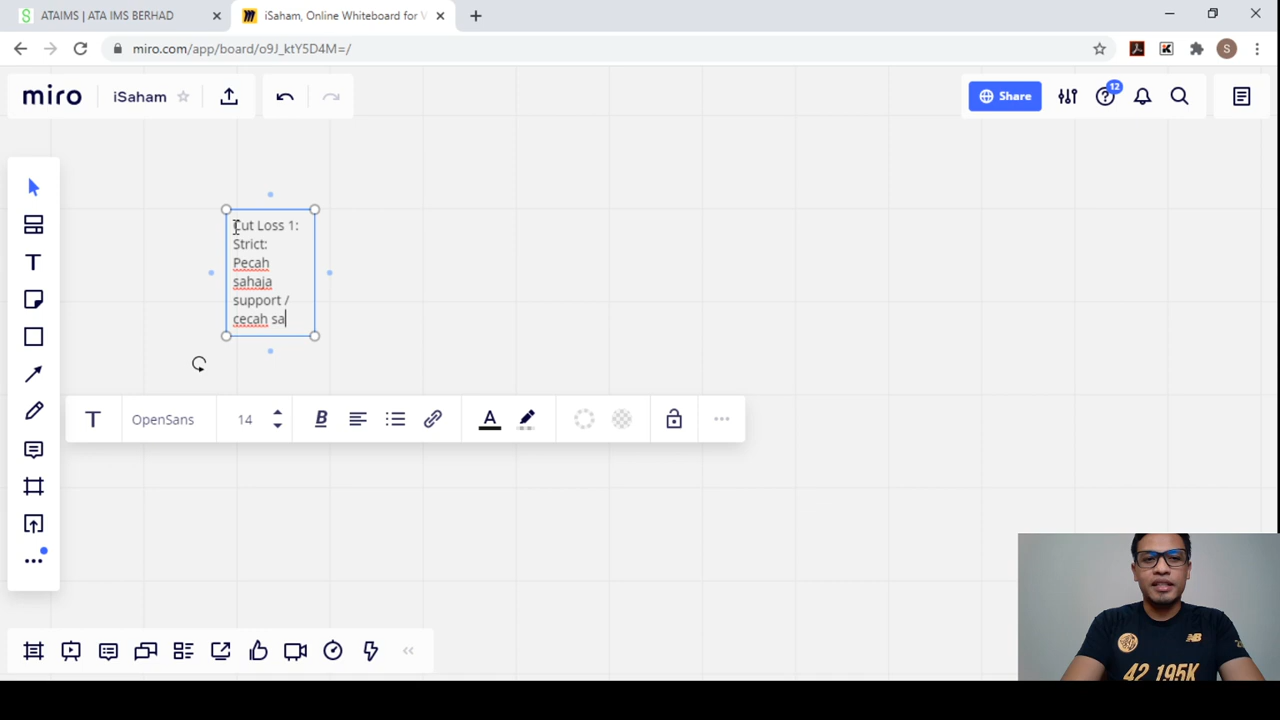 ATAIMS | ATA IMS BERHAD
iSaham, Online Whiteboard for V
miro.com/app/board/o9J_ktY5D4M=/
S
miro
iSaham
Share
12
Cut Loss 1:
Strict:
Pecah
sahaja
support /
cecah sa
T
OpenSans
14
B
A
NB
42.195K